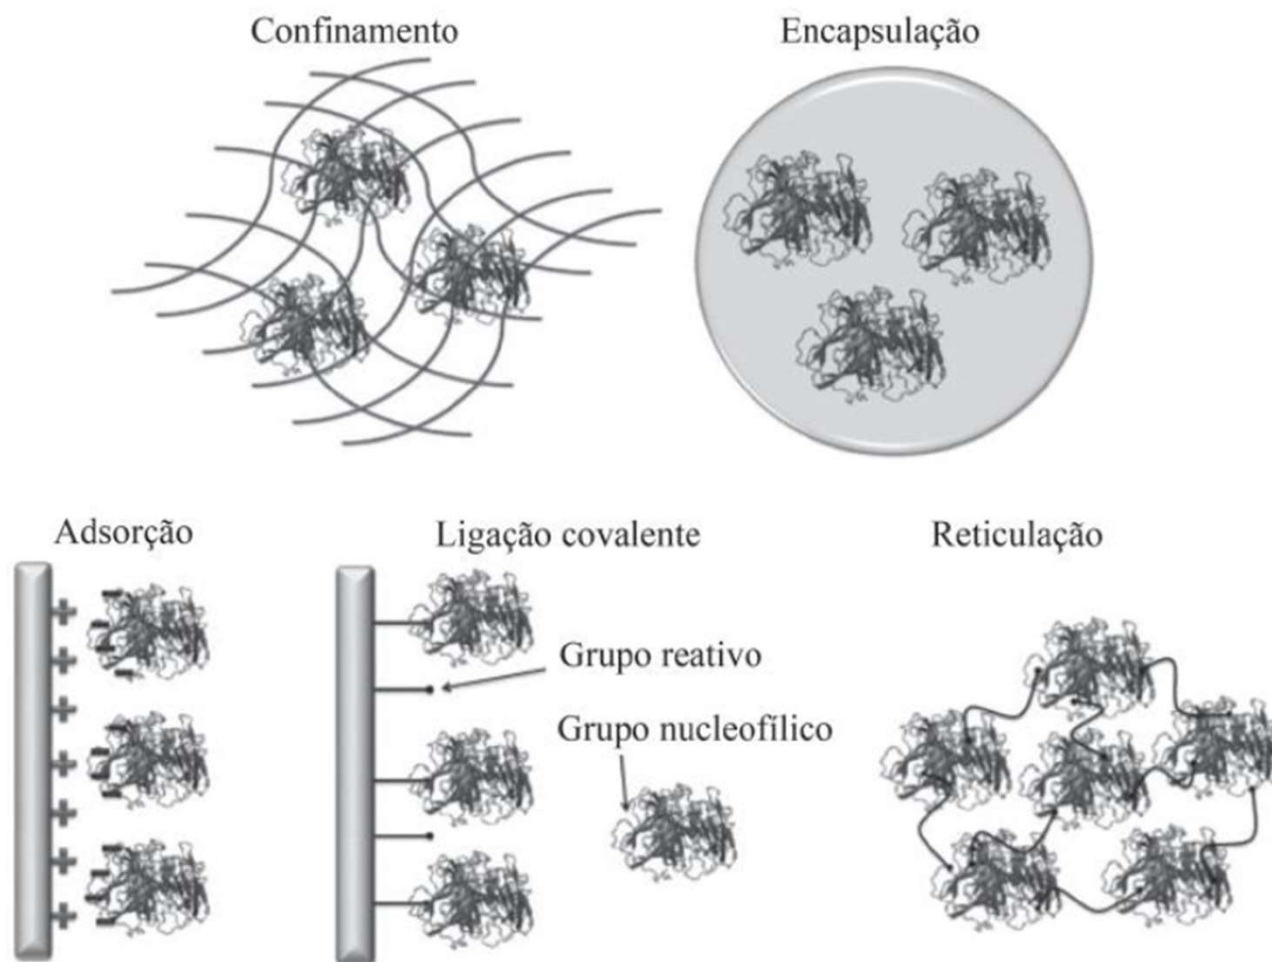 Confinamento
Encapsulação
Adsorção
Ligação covalente
Reticulação
Grupo reativo
Grupo nucleofílico